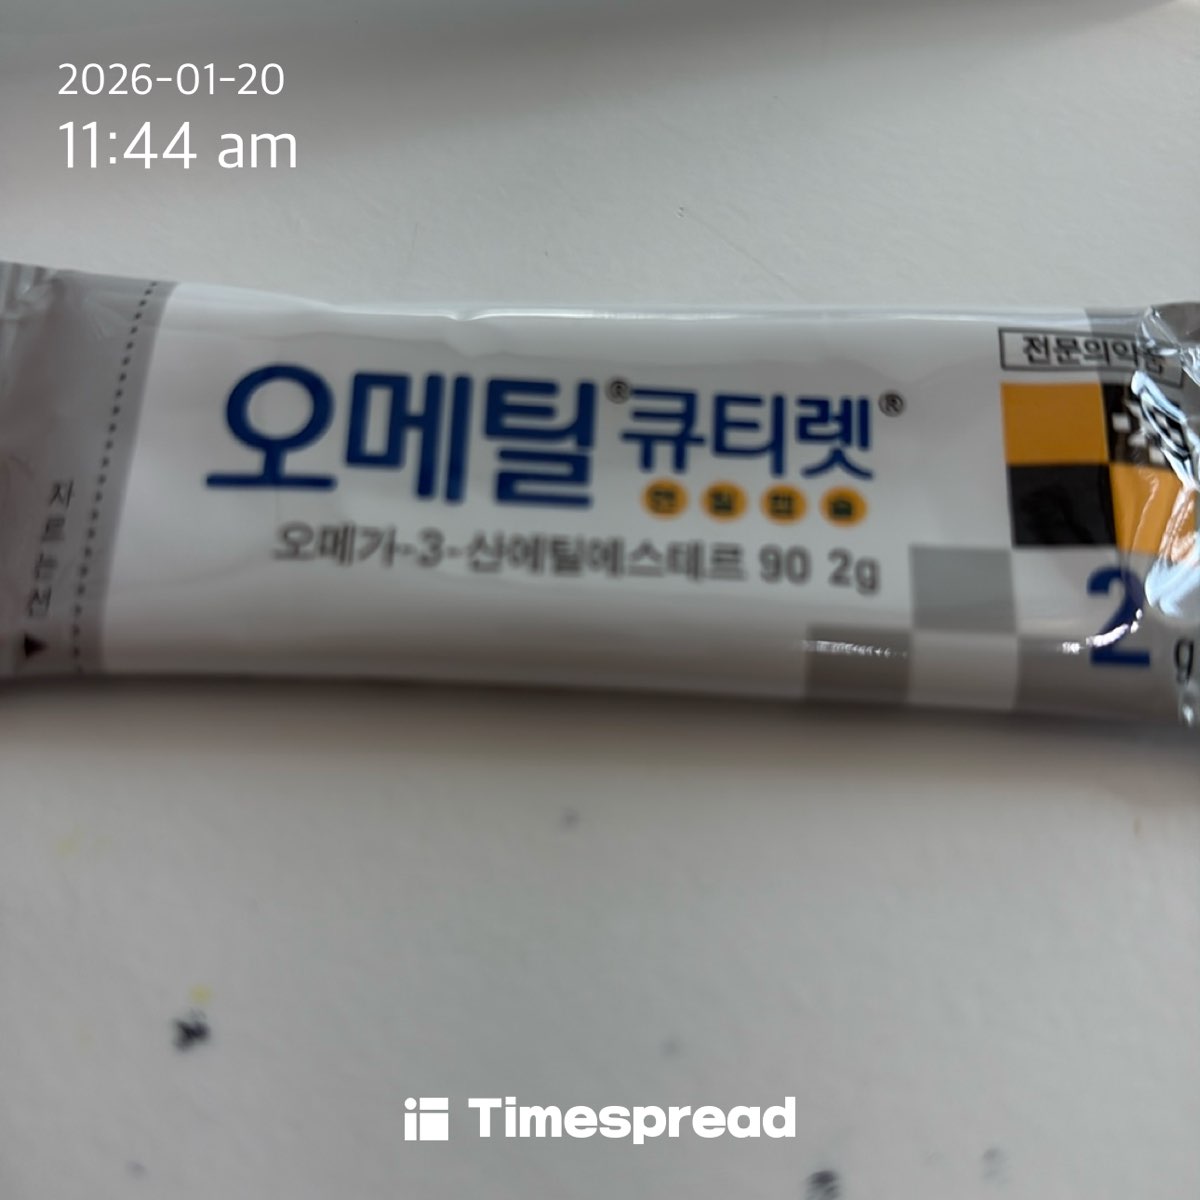 2026-01-20
11:44 am
전문의약품
오메틸®큐티렛®
연질캡슐
오메가-3-산에틸에스테르 90 2g
2 g
자르는선 ▼
Timespread